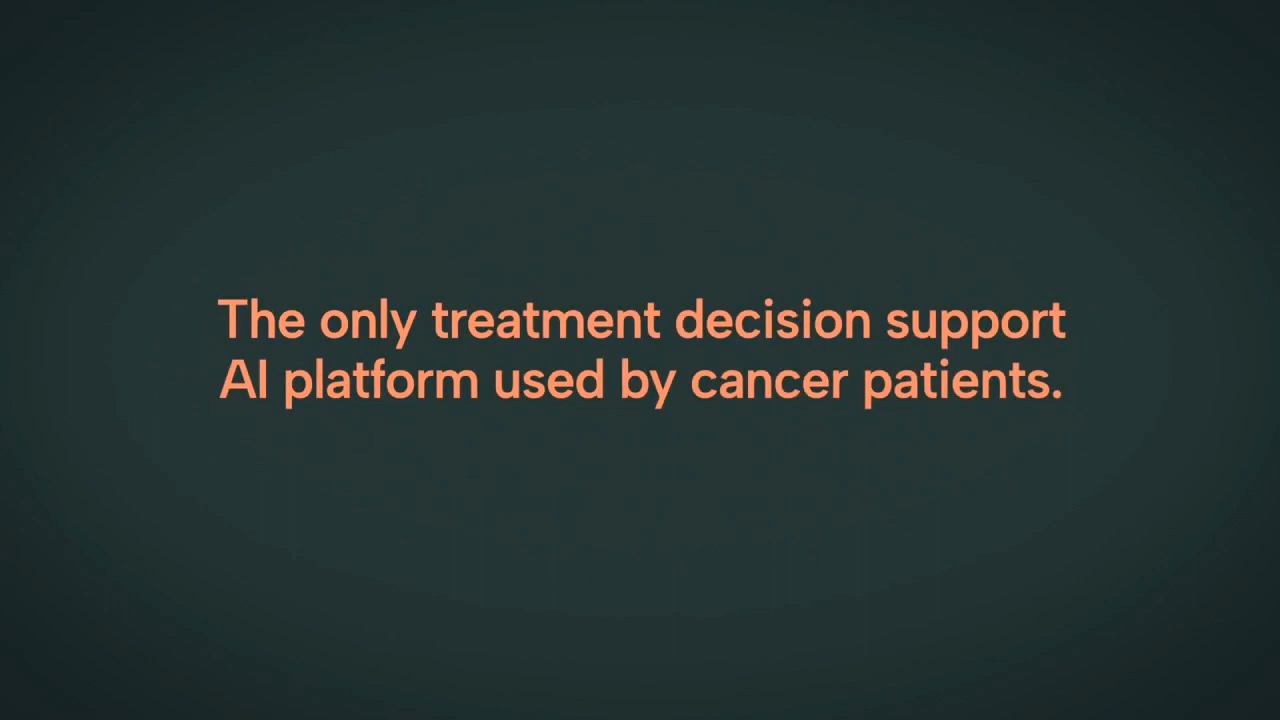 The only treatment decision support
AI platform used by cancer patients.